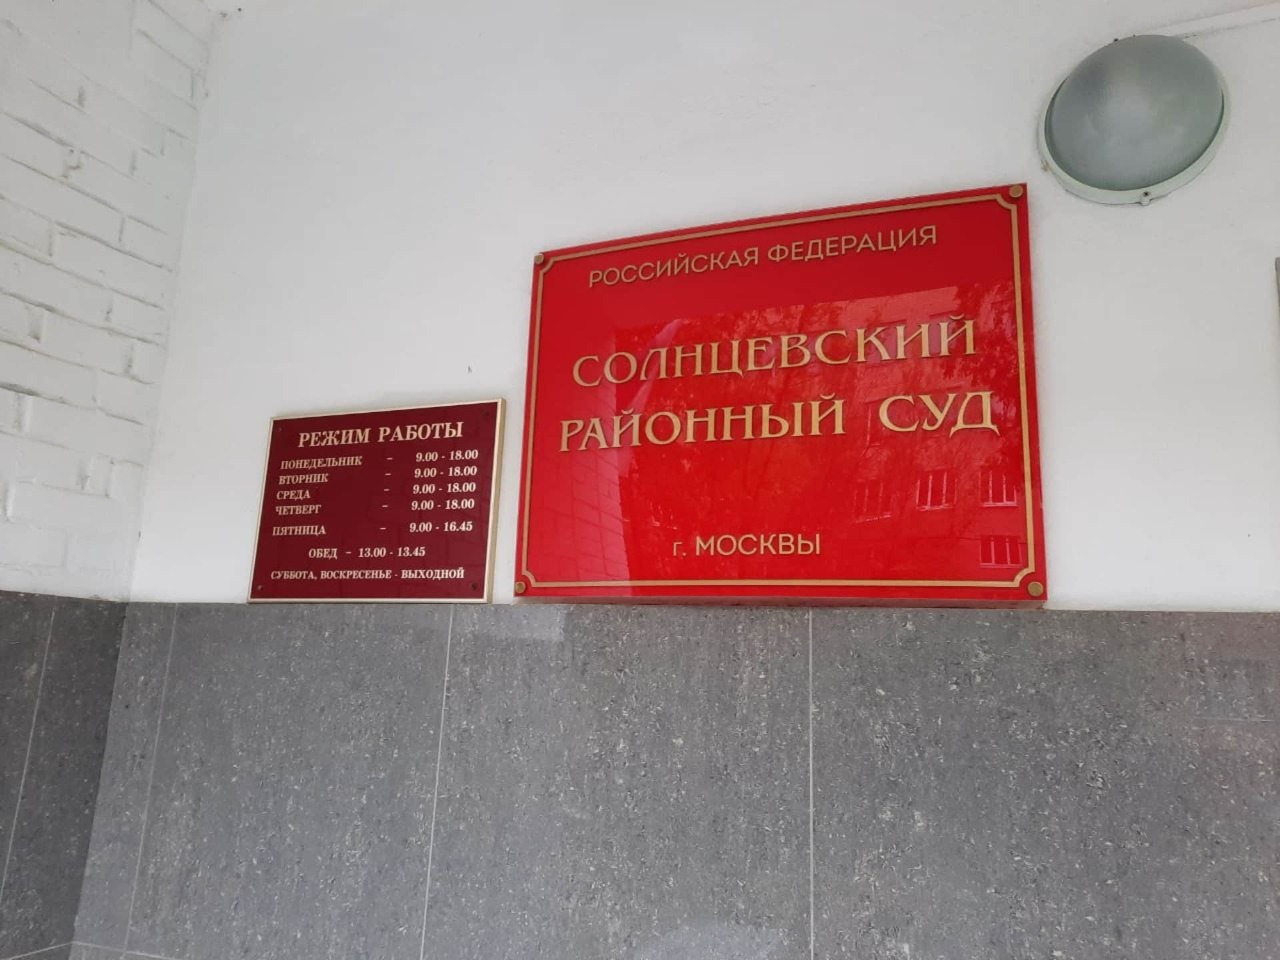 РЕЖИМ РАБОТЫ
ПОНЕДЕЛЬНИК - 9.00 - 18.00
ВТОРНИК - 9.00 - 18.00
СРЕДА - 9.00 - 18.00
ЧЕТВЕРГ - 9.00 - 18.00
ПЯТНИЦА - 9.00 - 16.45
ОБЕД - 13.00 - 13.45
СУББОТА, ВОСКРЕСЕНЬЕ - ВЫХОДНОЙ
РОССИЙСКАЯ ФЕДЕРАЦИЯ
СОЛНЦЕВСКИЙ
РАЙОННЫЙ СУД
г. МОСКВЫ